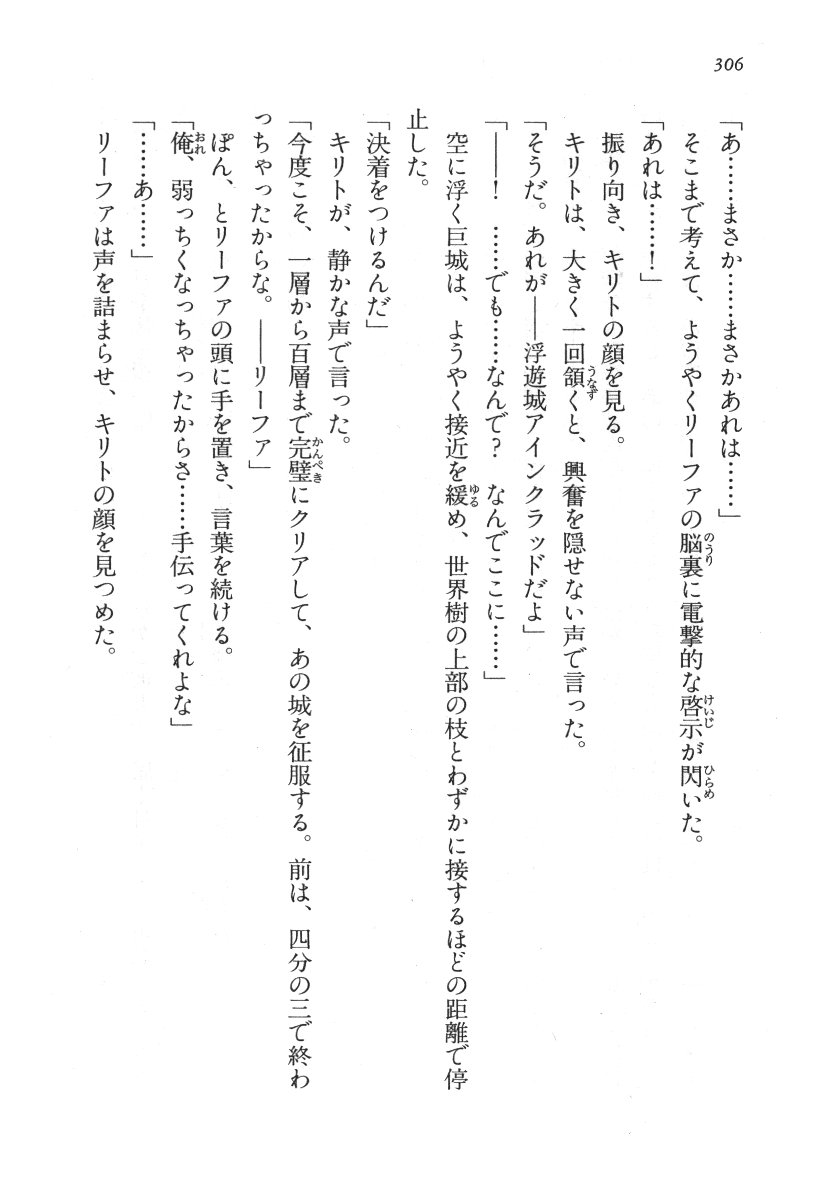 306
「あ……まさか……まさかあれは……」
そこまで考えて、ようやくリーファの脳裏に電撃的な啓示が閃いた。
「あれは……！」
振り向き、キリトの顔を見る。
キリトは、大きく一回頷くと、興奮を隠せない声で言った。
「そうだ。あれが――浮遊城アインクラッドだよ」
「――！　……でも……なんで？　なんでここに……」
空に浮く巨城は、ようやく接近を緩め、世界樹の上部の枝とわずかに接するほどの距離で停
止した。
「決着をつけるんだ」
キリトが、静かな声で言った。
「今度こそ、一層から百層まで完璧にクリアして、あの城を征服する。前は、四分の三で終わ
っちゃったからな。――リーファ」
ぽん、とリーファの頭に手を置き、言葉を続ける。
「俺、弱っちくなっちゃったからさ……手伝ってくれよな」
「……あ……」
リーファは声を詰まらせ、キリトの顔を見つめた。